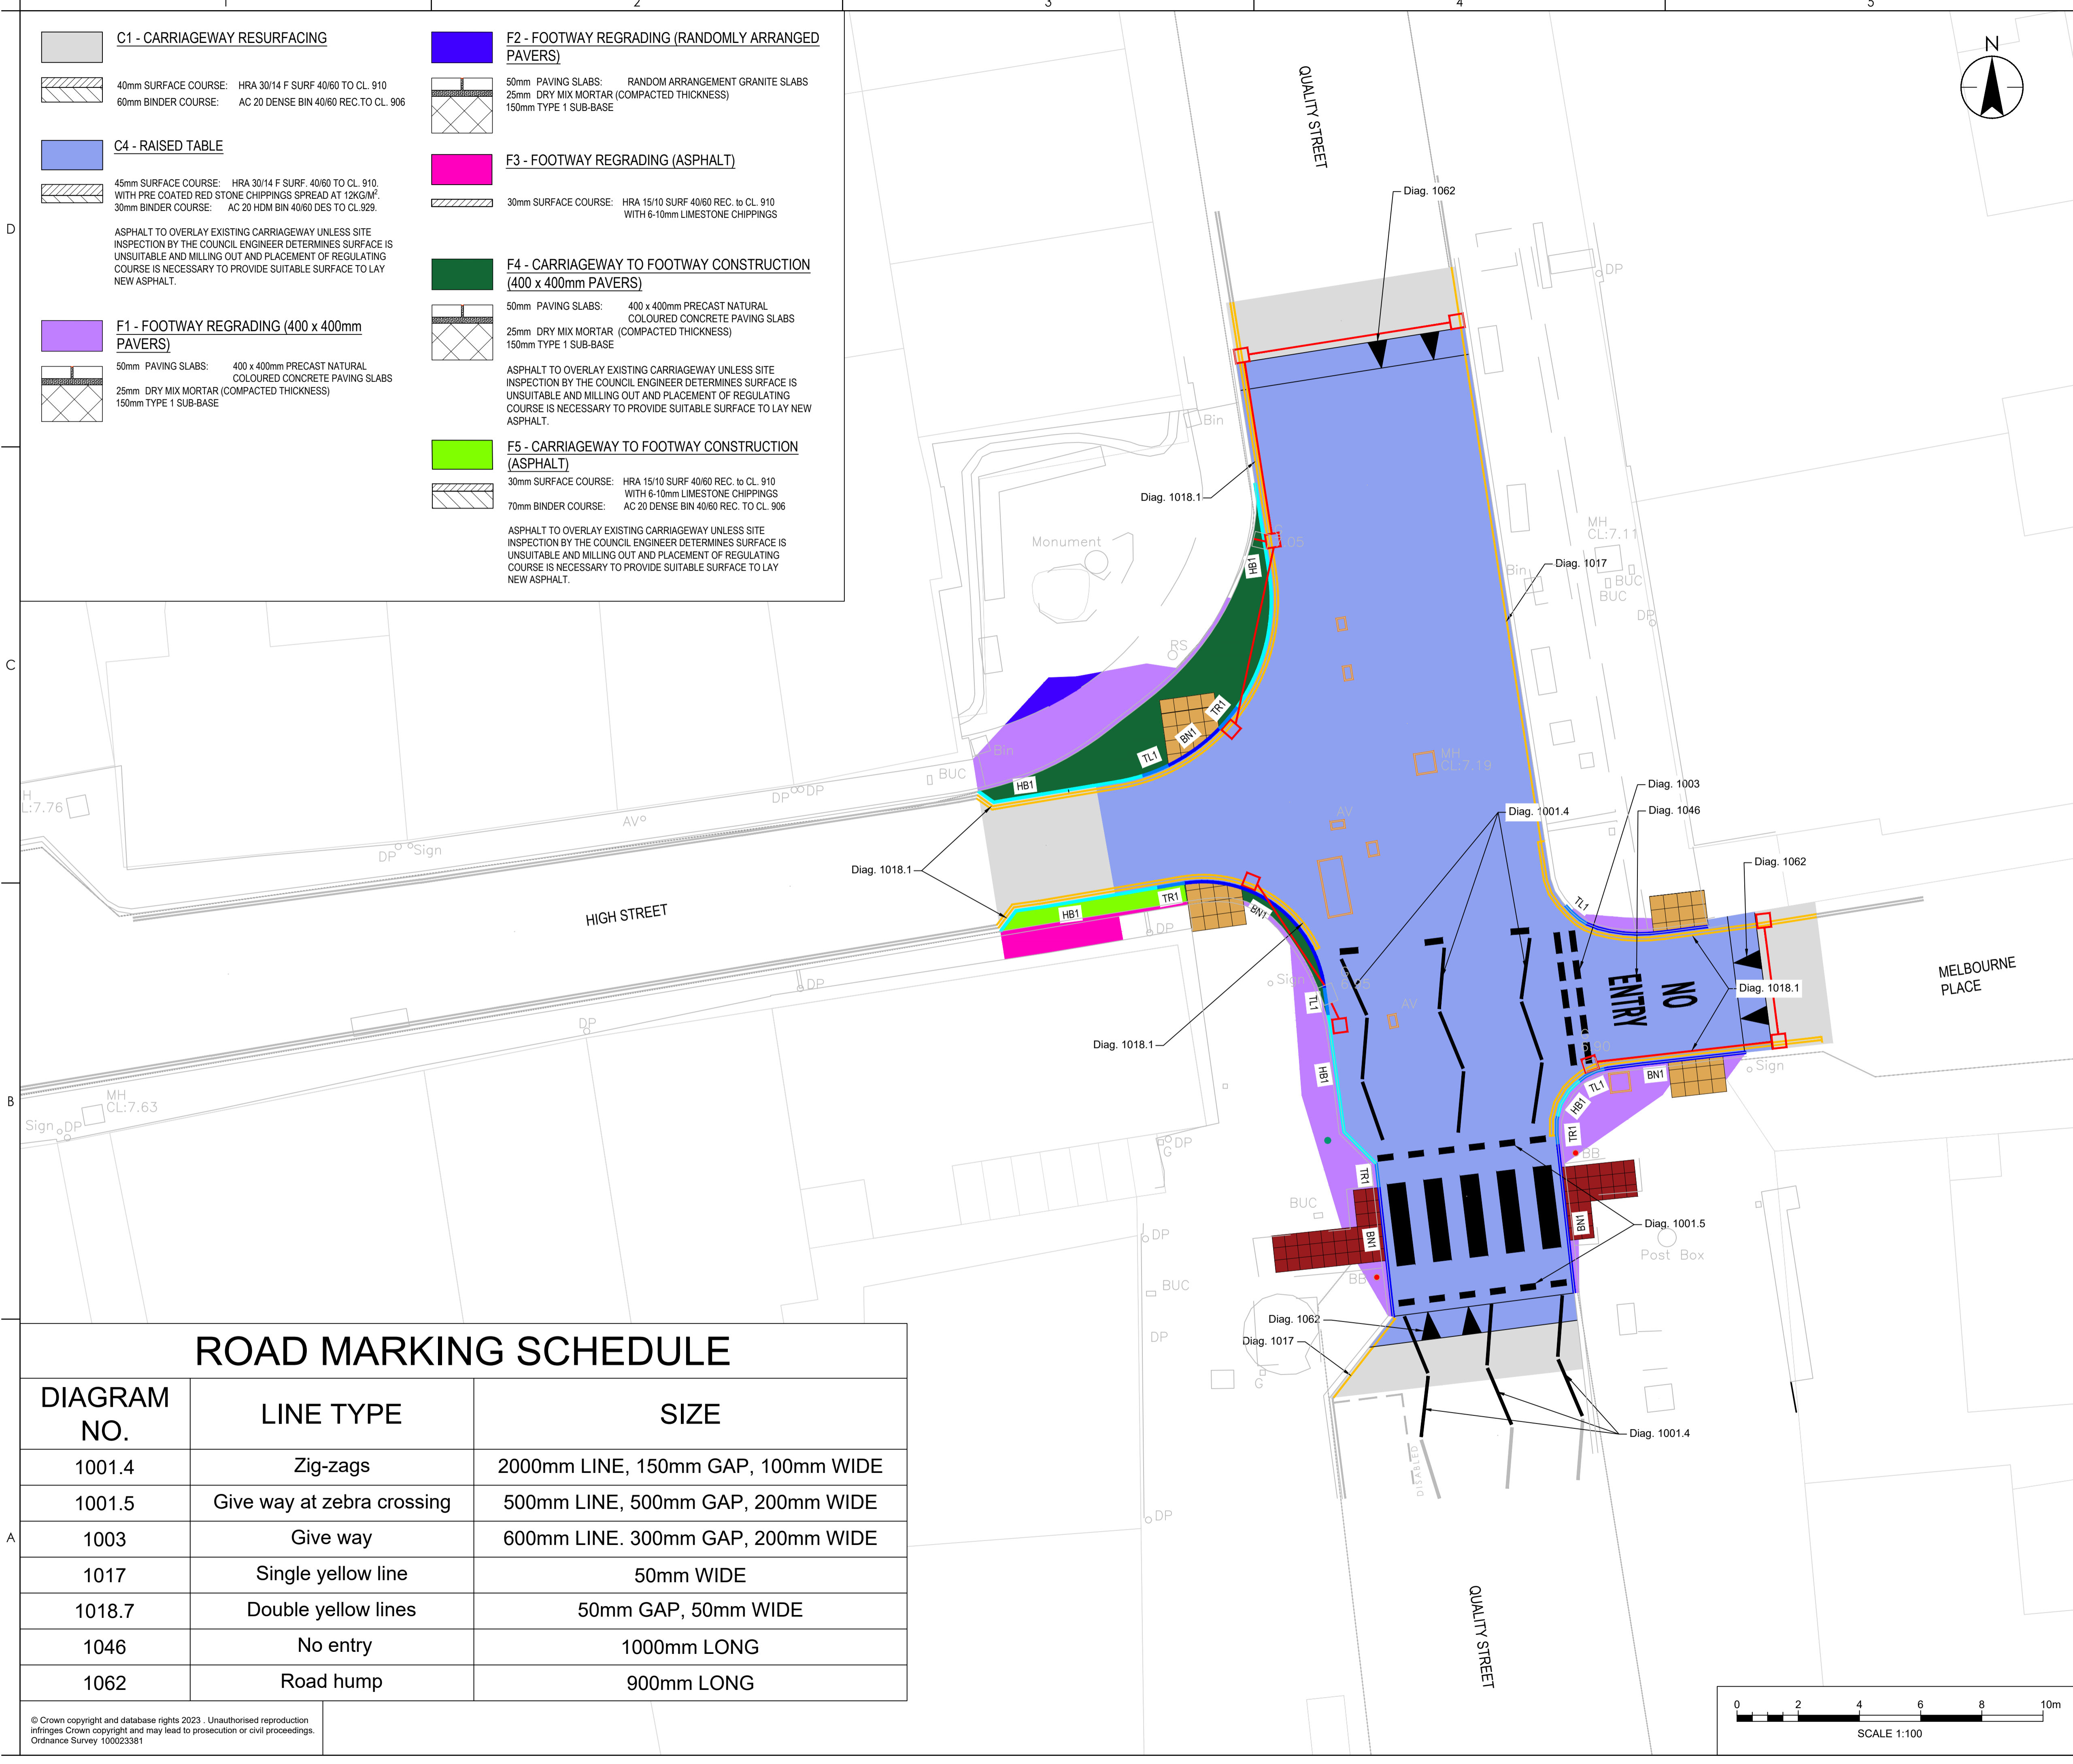 1
2
3
4
5
D
C
B
A
C1 - CARRIAGEWAY RESURFACING
40mm SURFACE COURSE: HRA 30/14 F SURF 40/60 TO CL. 910
60mm BINDER COURSE: AC 20 DENSE BIN 40/60 REC.TO CL. 906
C4 - RAISED TABLE
45mm SURFACE COURSE: HRA 30/14 F SURF. 40/60 TO CL. 910.
WITH PRE COATED RED STONE CHIPPINGS SPREAD AT 12KG/M².
30mm BINDER COURSE: AC 20 HDM BIN 40/60 DES TO CL.929.
ASPHALT TO OVERLAY EXISTING CARRIAGEWAY UNLESS SITE
INSPECTION BY THE COUNCIL ENGINEER DETERMINES SURFACE IS
UNSUITABLE AND MILLING OUT AND PLACEMENT OF REGULATING
COURSE IS NECESSARY TO PROVIDE SUITABLE SURFACE TO LAY
NEW ASPHALT.
F1 - FOOTWAY REGRADING (400 x 400mm
PAVERS)
50mm PAVING SLABS: 400 x 400mm PRECAST NATURAL
COLOURED CONCRETE PAVING SLABS
25mm DRY MIX MORTAR (COMPACTED THICKNESS)
150mm TYPE 1 SUB-BASE
F2 - FOOTWAY REGRADING (RANDOMLY ARRANGED
PAVERS)
50mm PAVING SLABS: RANDOM ARRANGEMENT GRANITE SLABS
25mm DRY MIX MORTAR (COMPACTED THICKNESS)
150mm TYPE 1 SUB-BASE
F3 - FOOTWAY REGRADING (ASPHALT)
30mm SURFACE COURSE: HRA 15/10 SURF 40/60 REC. to CL. 910
WITH 6-10mm LIMESTONE CHIPPINGS
F4 - CARRIAGEWAY TO FOOTWAY CONSTRUCTION
(400 x 400mm PAVERS)
50mm PAVING SLABS: 400 x 400mm PRECAST NATURAL
COLOURED CONCRETE PAVING SLABS
25mm DRY MIX MORTAR (COMPACTED THICKNESS)
150mm TYPE 1 SUB-BASE
ASPHALT TO OVERLAY EXISTING CARRIAGEWAY UNLESS SITE
INSPECTION BY THE COUNCIL ENGINEER DETERMINES SURFACE IS
UNSUITABLE AND MILLING OUT AND PLACEMENT OF REGULATING
COURSE IS NECESSARY TO PROVIDE SUITABLE SURFACE TO LAY NEW
ASPHALT.
F5 - CARRIAGEWAY TO FOOTWAY CONSTRUCTION
(ASPHALT)
30mm SURFACE COURSE: HRA 15/10 SURF 40/60 REC. to CL. 910
WITH 6-10mm LIMESTONE CHIPPINGS
70mm BINDER COURSE: AC 20 DENSE BIN 40/60 REC. TO CL. 906
ASPHALT TO OVERLAY EXISTING CARRIAGEWAY UNLESS SITE
INSPECTION BY THE COUNCIL ENGINEER DETERMINES SURFACE IS
UNSUITABLE AND MILLING OUT AND PLACEMENT OF REGULATING
COURSE IS NECESSARY TO PROVIDE SUITABLE SURFACE TO LAY
NEW ASPHALT.
N
QUALITY STREET
Diag. 1062
DP
Bin
Diag. 1018.1
Monument
HB1
MH
CL:7.11
Diag. 1017
Bin
BUC
BUC
DP
RS
TR1
BN1
TL1
HB1
Bin
BUC
MH
CL:7.19
Diag. 1003
Diag. 1046
Diag. 1001.4
AV
DP
DP
AV
DP
Sign
H
L:7.76
Diag. 1018.1
Diag. 1062
HIGH STREET
HB1
TR1
BN1
TL1
DP
DP
DP
Sign
AV
NO
ENTRY
Diag. 1018.1
MELBOURNE
PLACE
TL1
Diag. 1018.1
HB1
TL1
BN1
Sign
HB1
TR1
BB
MH
CL:7.63
Sign
DP
DP
G
TR1
BN1
BN1
BUC
BB
Diag. 1001.5
Post Box
DP
BUC
DP
Diag. 1062
Diag. 1017
G
Diag. 1001.4
DISABLED
DP
QUALITY STREET
ROAD MARKING SCHEDULE
DIAGRAM NO. LINE TYPE SIZE
1001.4 Zig-zags 2000mm LINE, 150mm GAP, 100mm WIDE
1001.5 Give way at zebra crossing 500mm LINE, 500mm GAP, 200mm WIDE
1003 Give way 600mm LINE. 300mm GAP, 200mm WIDE
1017 Single yellow line 50mm WIDE
1018.7 Double yellow lines 50mm GAP, 50mm WIDE
1046 No entry 1000mm LONG
1062 Road hump 900mm LONG
© Crown copyright and database rights 2023 . Unauthorised reproduction
infringes Crown copyright and may lead to prosecution or civil proceedings.
Ordnance Survey 100023381
0 2 4 6 8 10m
SCALE 1:100